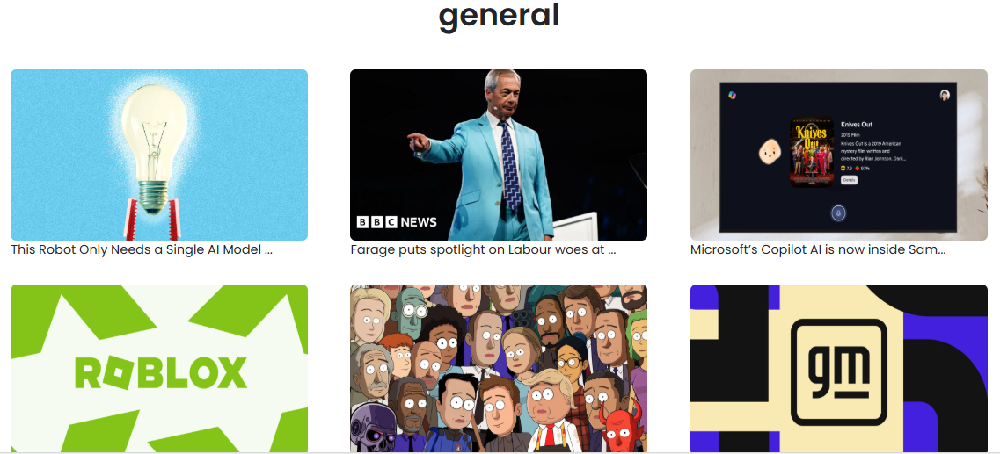 general
Knives Out
2019 Film
Knives Out is a 2019 American
mystery film written and
directed by Rian Johnson. Dani...
7.9 97%
Details
Knives
Out
BBC NEWS
This Robot Only Needs a Single AI Model ...
Farage puts spotlight on Labour woes at ...
Microsoft's Copilot AI is now inside Sam...
ROBLOX
gm